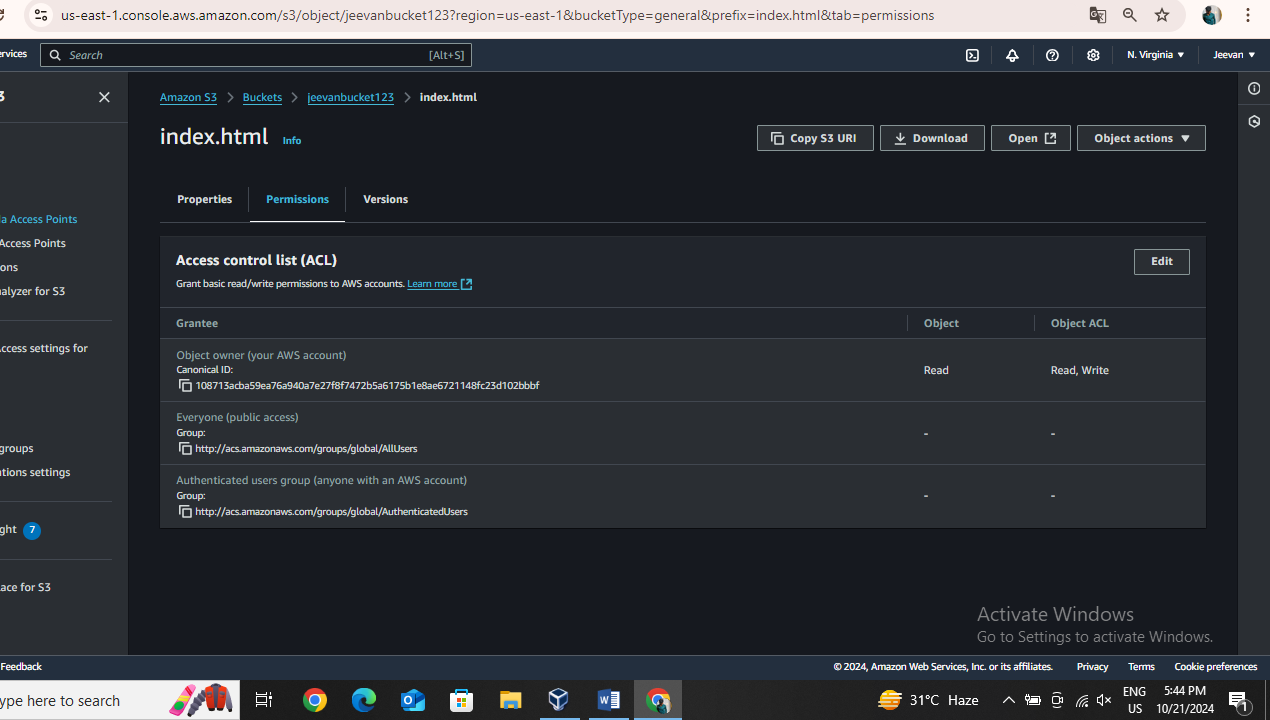 us-east-1.console.aws.amazon.com/s3/object/jeevanbucket123?region=us-east-1&bucketType=general&prefix=index.html&tab=permissions
ervices
Search
[Alt+S]
N. Virginia
Jeevan
3
Amazon S3
Buckets
jeevanbucket123
index.html
index.html
Info
Copy S3 URI
Download
Open
Object actions
Properties
Permissions
Versions
a Access Points
Access Points
ons
alyzer for S3
ccess settings for
groups
tions settings
ght
7
ace for S3
Access control list (ACL)
Edit
Grant basic read/write permissions to AWS accounts. Learn more
Grantee
Object
Object ACL
Object owner (your AWS account)
Canonical ID:
108713acba59ea76a940a7e27f8f7472b5a6175b1e8ae6721148fc23d102bbbf
Read
Read, Write
Everyone (public access)
Group:
http://acs.amazonaws.com/groups/global/AllUsers
-
-
Authenticated users group (anyone with an AWS account)
Group:
http://acs.amazonaws.com/groups/global/AuthenticatedUsers
-
-
Activate Windows
Go to Settings to activate Windows.
Feedback
© 2024, Amazon Web Services, Inc. or its affiliates.
Privacy
Terms
Cookie preferences
ype here to search
31°C Haze
ENG
US
5:44 PM
10/21/2024
1